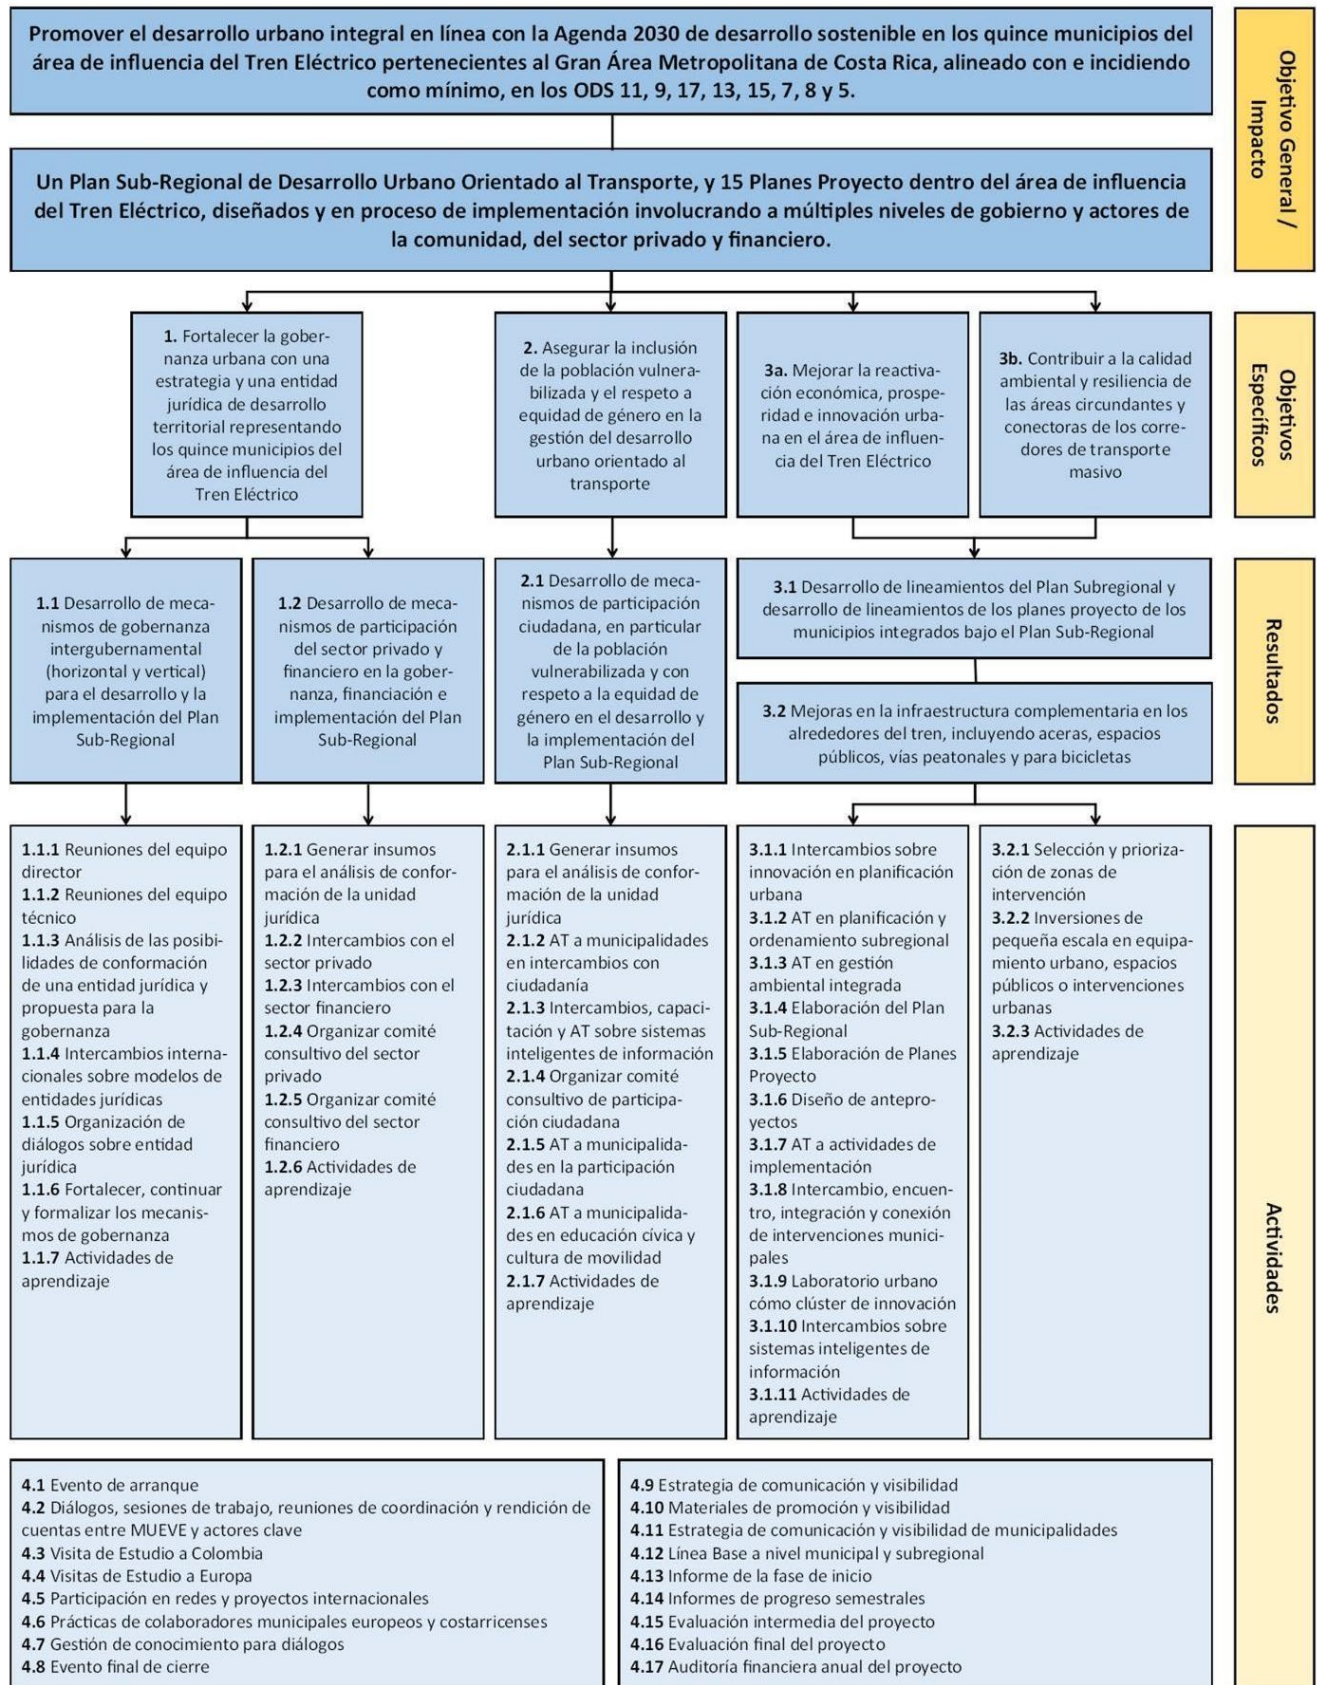 Promover el desarrollo urbano integral en línea con la Agenda 2030 de desarrollo sostenible en los quince municipios del
área de influencia del Tren Eléctrico pertenecientes al Gran Área Metropolitana de Costa Rica, alineado con e incidiendo
como mínimo, en los ODS 11, 9, 17, 13, 15, 7, 8 y 5.
Un Plan Sub-Regional de Desarrollo Urbano Orientado al Transporte, y 15 Planes Proyecto dentro del área de influencia
del Tren Eléctrico, diseñados y en proceso de implementación involucrando a múltiples niveles de gobierno y actores de
la comunidad, del sector privado y financiero.
Objetivo General /
Impacto
1. Fortalecer la gober-
nanza urbana con una
estrategia y una entidad
jurídica de desarrollo
territorial representando
los quince municipios del
área de influencia del
Tren Eléctrico
2. Asegurar la inclusión
de la población vulnera-
bilizada y el respeto a
equidad de género en la
gestión del desarrollo
urbano orientado al
transporte
3a. Mejorar la reactiva-
ción económica, prospe-
ridad e innovación urba-
na en el área de influen-
cia del Tren Eléctrico
3b. Contribuir a la calidad
ambiental y resiliencia de
las áreas circundantes y
conectoras de los corre-
dores de transporte
masivo
Objetivos
Específicos
1.1 Desarrollo de meca-
nismos de gobernanza
intergubernamental
(horizontal y vertical)
para el desarrollo y la
implementación del Plan
Sub-Regional
1.2 Desarrollo de meca-
nismos de participación
del sector privado y
financiero en la gober-
nanza, financiación e
implementación del Plan
Sub-Regional
2.1 Desarrollo de meca-
nismos de participación
ciudadana, en particular
de la población
vulnerabilizada y con
respeto a la equidad de
género en el desarrollo y
la implementación del
Plan Sub-Regional
3.1 Desarrollo de lineamientos del Plan Subregional y
desarrollo de lineamientos de los planes proyecto de los
municipios integrados bajo el Plan Sub-Regional
3.2 Mejoras en la infraestructura complementaria en los
alrededores del tren, incluyendo aceras, espacios
públicos, vías peatonales y para bicicletas
Resultados
1.1.1 Reuniones del equipo
director
1.1.2 Reuniones del equipo
técnico
1.1.3 Análisis de las posibi-
lidades de conformación
de una entidad jurídica y
propuesta para la
gobernanza
1.1.4 Intercambios interna-
cionales sobre modelos de
entidades jurídicas
1.1.5 Organización de
diálogos sobre entidad
jurídica
1.1.6 Fortalecer, continuar
y formalizar los mecanis-
mos de gobernanza
1.1.7 Actividades de
aprendizaje
1.2.1 Generar insumos
para el análisis de confor-
mación de la unidad
jurídica
1.2.2 Intercambios con el
sector privado
1.2.3 Intercambios con el
sector financiero
1.2.4 Organizar comité
consultivo del sector
privado
1.2.5 Organizar comité
consultivo del sector
financiero
1.2.6 Actividades de
aprendizaje
2.1.1 Generar insumos
para el análisis de confor-
mación de la unidad
jurídica
2.1.2 AT a municipalidades
en intercambios con
ciudadanía
2.1.3 Intercambios, capaci-
tación y AT sobre sistemas
inteligentes de información
2.1.4 Organizar comité
consultivo de participa-
ción ciudadana
2.1.5 AT a municipalida-
des en la participación
ciudadana
2.1.6 AT a municipalida-
des en educación cívica y
cultura de movilidad
2.1.7 Actividades de
aprendizaje
3.1.1 Intercambios sobre
innovación en planificación
urbana
3.1.2 AT en planificación y
ordenamiento subregional
3.1.3 AT en gestión
ambiental integrada
3.1.4 Elaboración del Plan
Sub-Regional
3.1.5 Elaboración de Planes
Proyecto
3.1.6 Diseño de antepro-
yectos
3.1.7 AT a actividades de
implementación
3.1.8 Intercambio, encuen-
tro, integración y conexión
de intervenciones munici-
pales
3.1.9 Laboratorio urbano
cómo clúster de innovación
3.1.10 Intercambios sobre
sistemas inteligentes de
información
3.1.11 Actividades de
aprendizaje
3.2.1 Selección y prioriza-
ción de zonas de
intervención
3.2.2 Inversiones de
pequeña escala en equipa-
miento urbano, espacios
públicos o intervenciones
urbanas
3.2.3 Actividades de
aprendizaje
Actividades
4.1 Evento de arranque
4.2 Diálogos, sesiones de trabajo, reuniones de coordinación y rendición de
cuentas entre MUEVE y actores clave
4.3 Visita de Estudio a Colombia
4.4 Visitas de Estudio a Europa
4.5 Participación en redes y proyectos internacionales
4.6 Prácticas de colaboradores municipales europeos y costarricenses
4.7 Gestión de conocimiento para diálogos
4.8 Evento final de cierre
4.9 Estrategia de comunicación y visibilidad
4.10 Materiales de promoción y visibilidad
4.11 Estrategia de comunicación y visibilidad de municipalidades
4.12 Línea Base a nivel municipal y subregional
4.13 Informe de la fase de inicio
4.14 Informes de progreso semestrales
4.15 Evaluación intermedia del proyecto
4.16 Evaluación final del proyecto
4.17 Auditoría financiera anual del proyecto